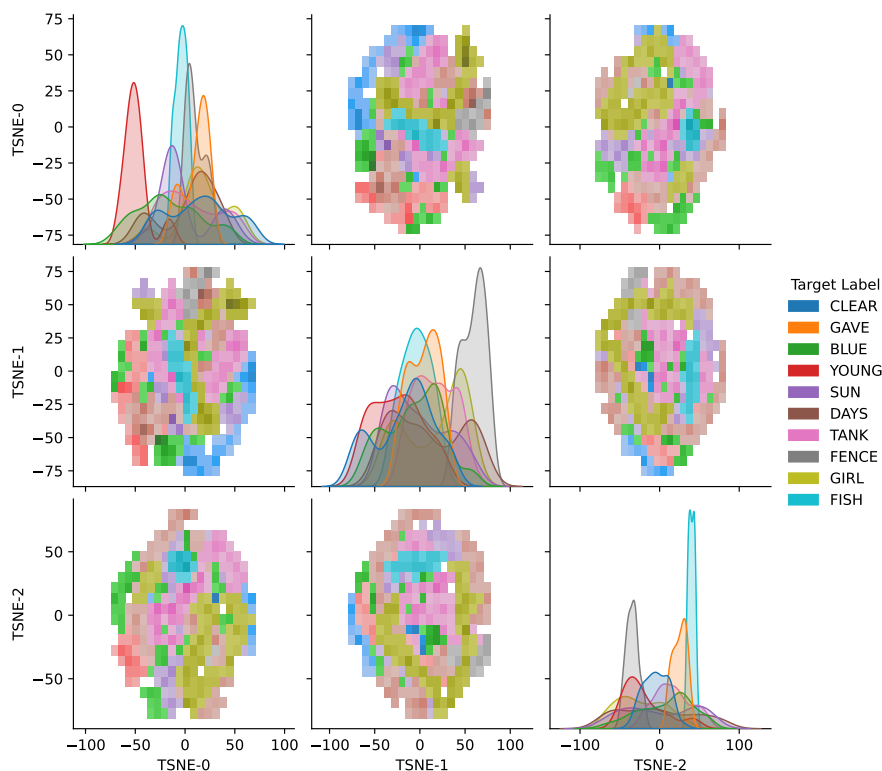 75
50
25
0
−25
−50
−75
TSNE-0
75
50
25
0
−25
−50
−75
TSNE-1
50
0
−50
TSNE-2
−100 −50 0 50 100
TSNE-0
−100 −50 0 50 100
TSNE-1
−100 0 100
TSNE-2
Target Label
CLEAR
GAVE
BLUE
YOUNG
SUN
DAYS
TANK
FENCE
GIRL
FISH